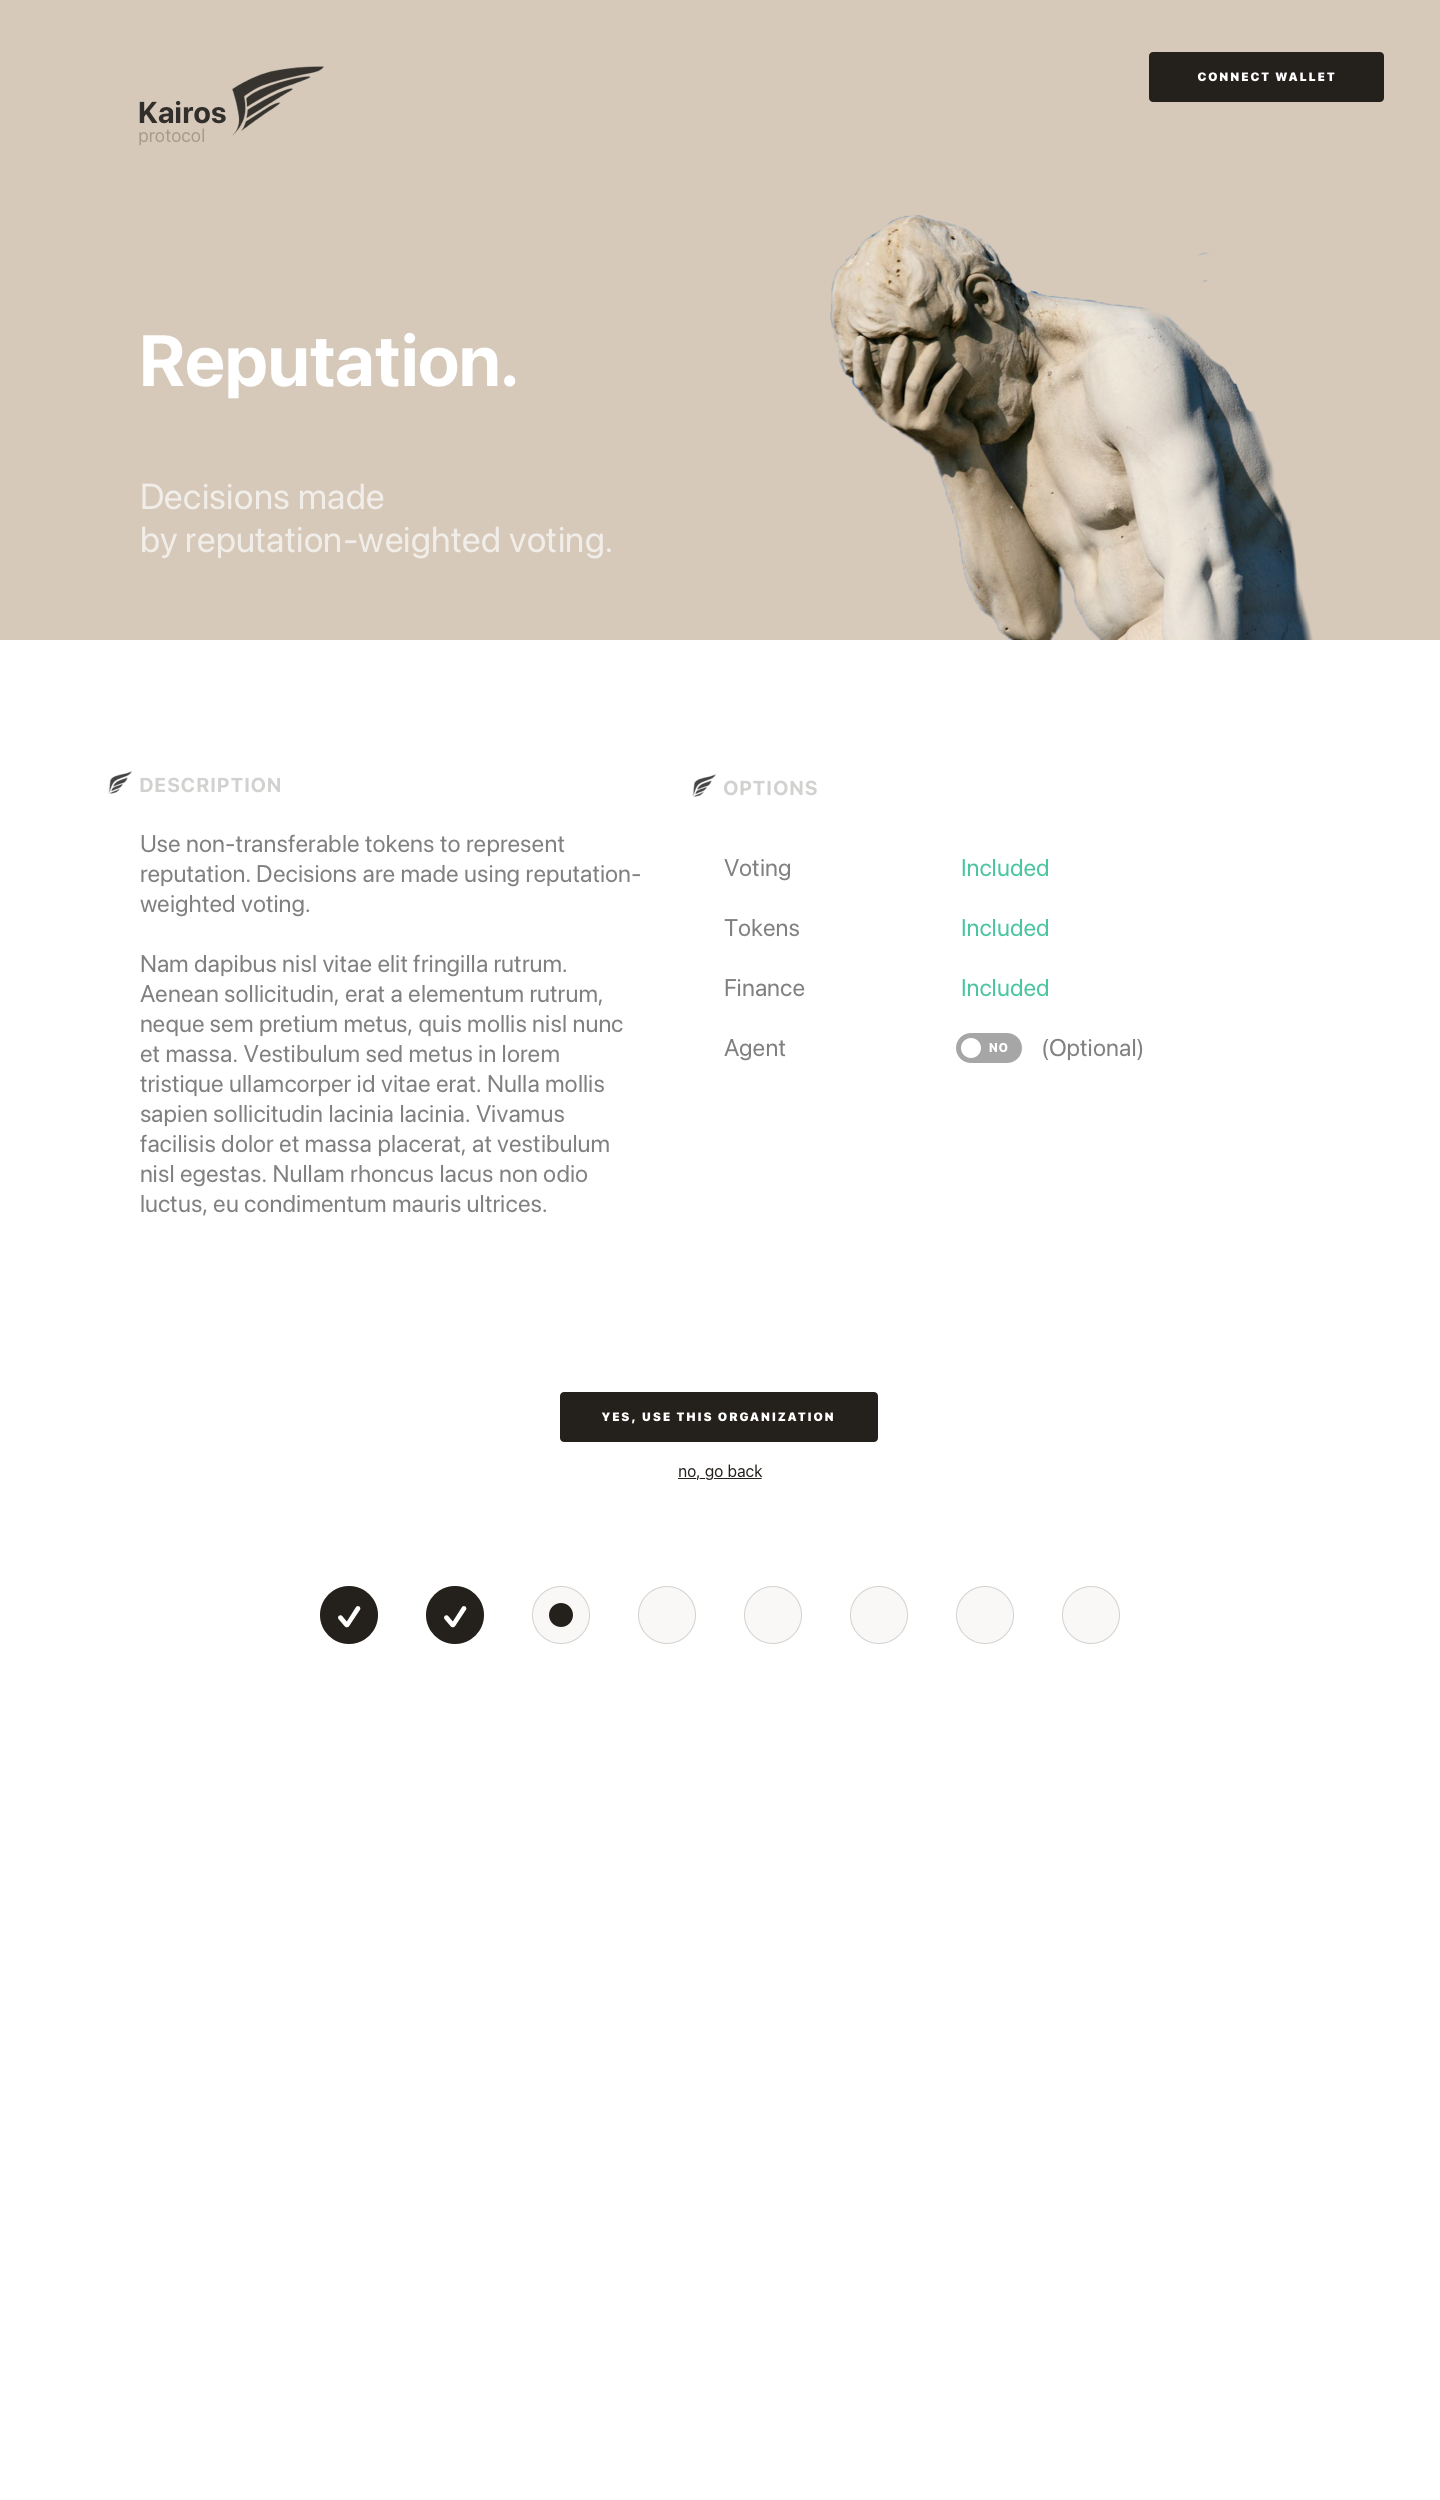 CONNECT WALLET
Kairos
protocol
Reputation.
Decisions made
by reputation-weighted voting.
DESCRIPTION
Use non-transferable tokens to represent
reputation. Decisions are made using reputation-
weighted voting.
Nam dapibus nisl vitae elit fringilla rutrum.
Aenean sollicitudin, erat a elementum rutrum,
neque sem pretium metus, quis mollis nisl nunc
et massa. Vestibulum sed metus in lorem
tristique ullamcorper id vitae erat. Nulla mollis
sapien sollicitudin lacinia lacinia. Vivamus
facilisis dolor et massa placerat, at vestibulum
nisl egestas. Nullam rhoncus lacus non odio
luctus, eu condimentum mauris ultrices.
OPTIONS
Voting Included
Tokens Included
Finance Included
Agent NO (Optional)
YES, USE THIS ORGANIZATION
no, go back